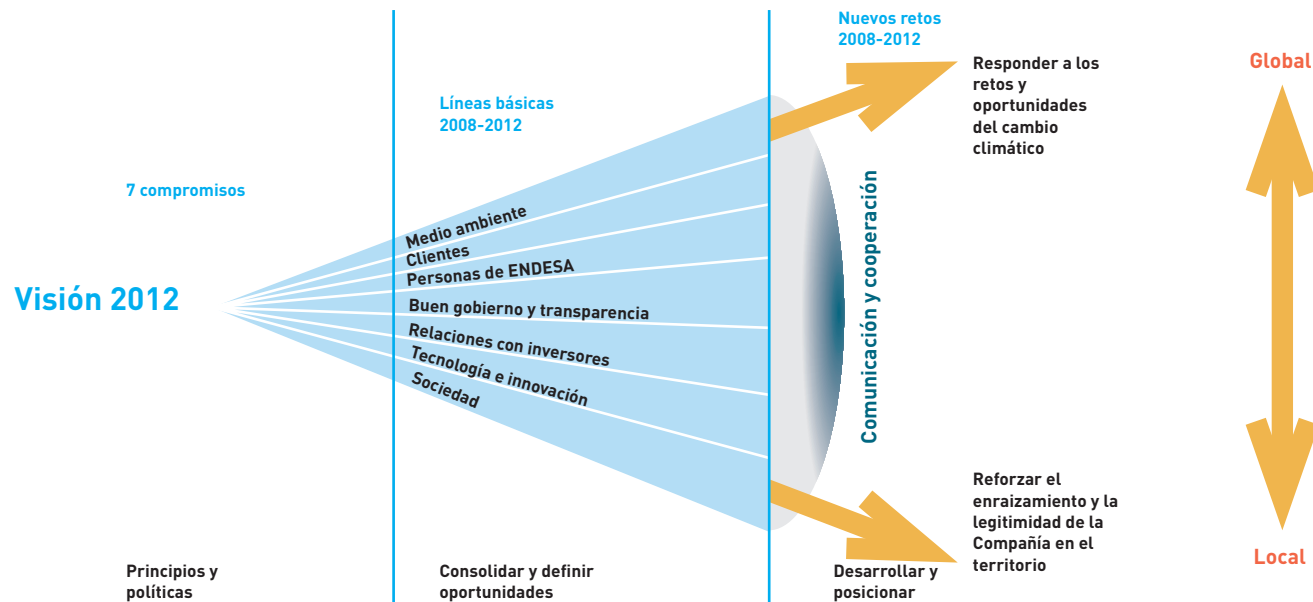 Nuevos retos
2008-2012
Responder a los
retos y
oportunidades
del cambio
climático
Global
Líneas básicas
2008-2012
7 compromisos
Visión 2012
Medio ambiente
Clientes
Personas de ENDESA
Buen gobierno y transparencia
Relaciones con inversores
Tecnología e innovación
Sociedad
Comunicación y cooperación
Reforzar el
enraizamiento y la
legitimidad de la
Compañía en el
territorio
Local
Principios y
políticas
Consolidar y definir
oportunidades
Desarrollar y
posicionar